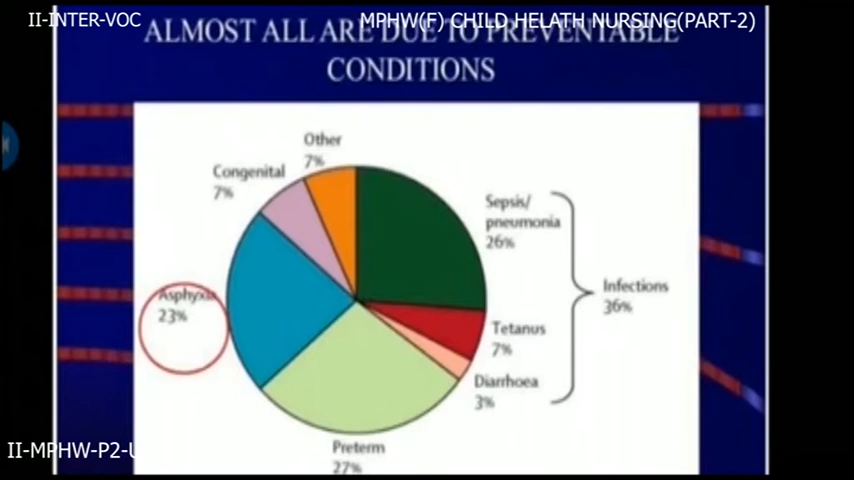 II-INTER-VOC
MPHW(F) CHILD HELATH NURSING(PART-2)
ALMOST ALL ARE DUE TO PREVENTABLE
CONDITIONS
Other
7%
Congenital
7%
Sepsis/
pneumonia
26%
Asphyxia
23%
Infections
36%
Tetanus
7%
Diarrhoea
3%
Preterm
27%
II-MPHW-P2-U